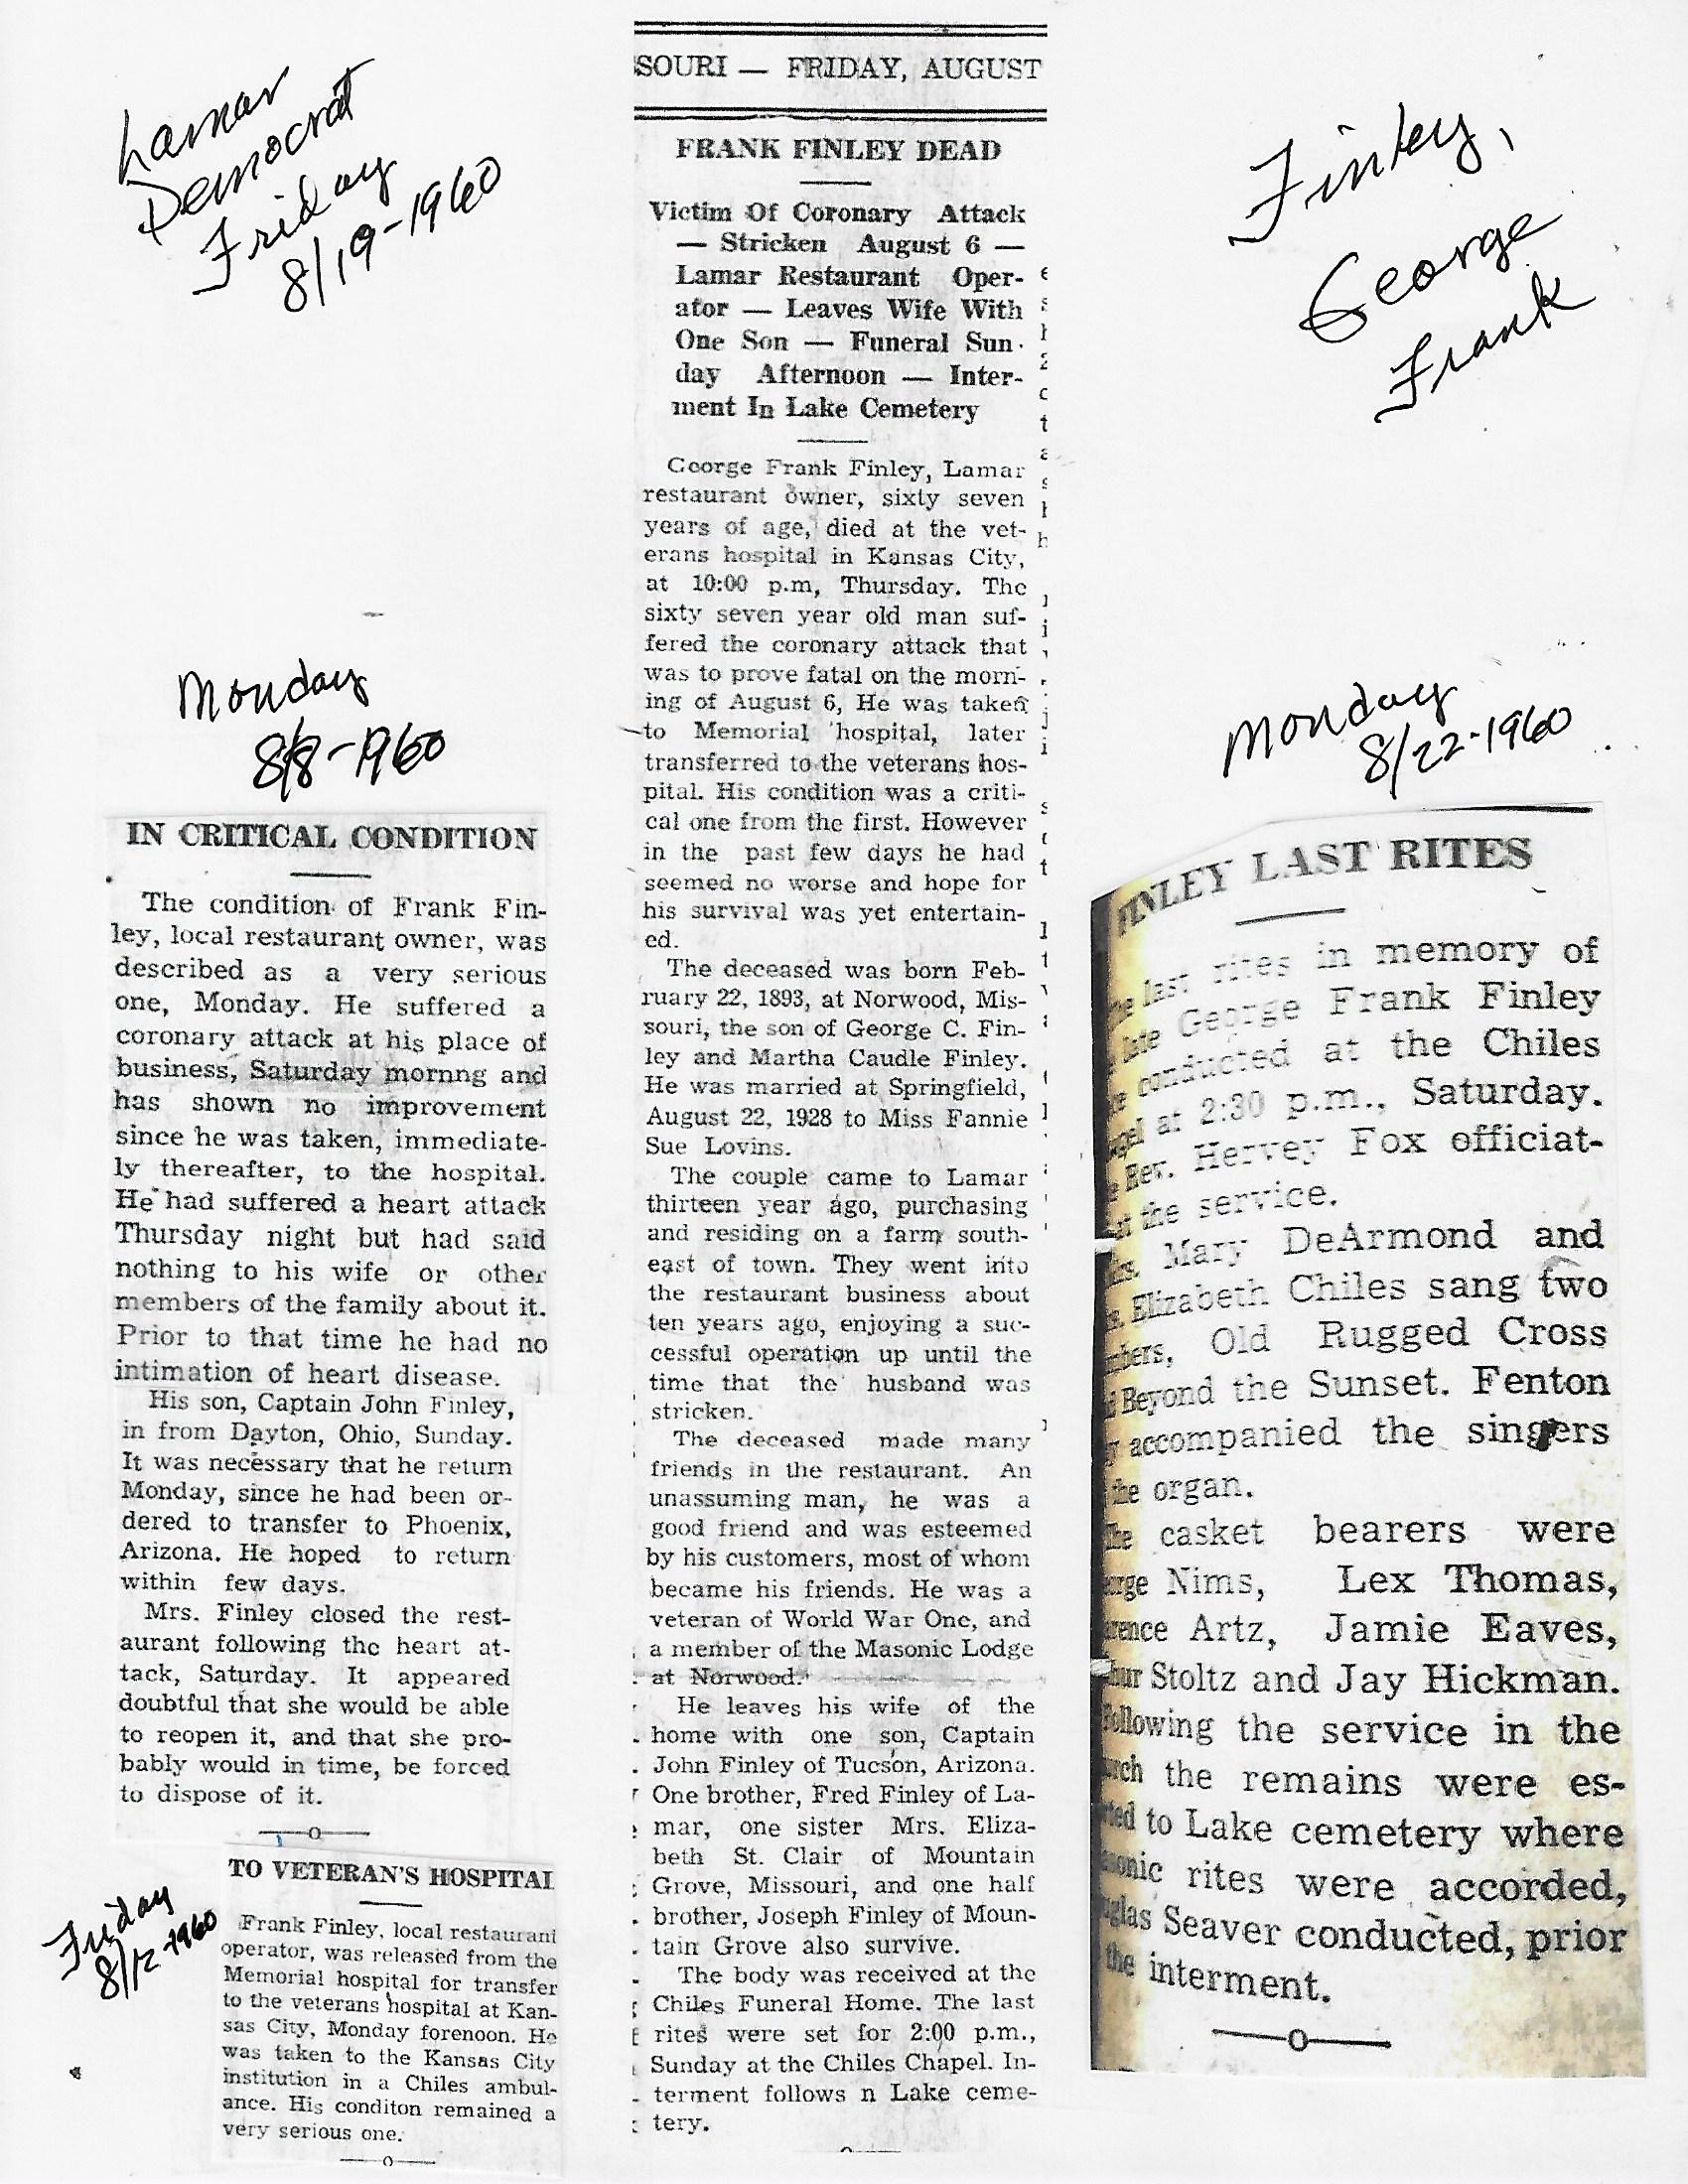 Lamar
Democrat
Friday
8/19-1960
Monday
8/8-1960
IN CRITICAL CONDITION
The condition of Frank Fin-
ley, local restaurant owner, was
described as a very serious
one, Monday. He suffered a
coronary attack at his place of
business, Saturday mornng and
has shown no improvement
since he was taken, immediate-
ly thereafter, to the hospital.
He had suffered a heart attack
Thursday night but had said
nothing to his wife or other
members of the family about it.
Prior to that time he had no
intimation of heart disease.
His son, Captain John Finley,
in from Dayton, Ohio, Sunday.
It was necessary that he return
Monday, since he had been or-
dered to transfer to Phoenix,
Arizona. He hoped to return
within few days.
Mrs. Finley closed the rest-
aurant following the heart at-
tack, Saturday. It appeared
doubtful that she would be able
to reopen it, and that she pro-
bably would in time, be forced
to dispose of it.
Friday
8/12-1960
TO VETERAN'S HOSPITAL
Frank Finley, local restaurant
operator, was released from the
Memorial hospital for transfer
to the veterans hospital at Kan-
sas City, Monday forenoon. He
was taken to the Kansas City
institution in a Chiles ambul-
ance. His conditon remained a
very serious one.
SSOURI — FRIDAY, AUGUST
FRANK FINLEY DEAD
Victim Of Coronary Attack
— Stricken August 6 —
Lamar Restaurant Oper-
ator — Leaves Wife With
One Son — Funeral Sun-
day Afternoon — Inter-
ment In Lake Cemetery
George Frank Finley, Lamar
restaurant owner, sixty seven
years of age, died at the vet-
erans hospital in Kansas City,
at 10:00 p.m, Thursday. The
sixty seven year old man suf-
fered the coronary attack that
was to prove fatal on the morn-
ing of August 6, He was taken
to Memorial hospital, later
transferred to the veterans hos-
pital. His condition was a criti-
cal one from the first. However
in the past few days he had
seemed no worse and hope for
his survival was yet entertain-
ed.
The deceased was born Feb-
ruary 22, 1893, at Norwood, Mis-
souri, the son of George C. Fin-
ley and Martha Caudle Finley.
He was married at Springfield,
August 22, 1928 to Miss Fannie
Sue Lovins.
The couple came to Lamar
thirteen year ago, purchasing
and residing on a farm south-
east of town. They went into
the restaurant business about
ten years ago, enjoying a suc-
cessful operation up until the
time that the husband was
stricken.
The deceased made many
friends in the restaurant. An
unassuming man, he was a
good friend and was esteemed
by his customers, most of whom
became his friends. He was a
veteran of World War One, and
a member of the Masonic Lodge
at Norwood.
He leaves his wife of the
home with one son, Captain
John Finley of Tucson, Arizona.
One brother, Fred Finley of La-
mar, one sister Mrs. Eliza-
beth St. Clair of Mountain
Grove, Missouri, and one half
brother, Joseph Finley of Moun-
tain Grove also survive.
The body was received at the
Chiles Funeral Home. The last
rites were set for 2:00 p.m.,
Sunday at the Chiles Chapel. In-
terment follows n Lake ceme-
tery.
Finley,
George
Frank
Monday
8/22-1960
FINLEY LAST RITES
The last rites in memory of
late George Frank Finley
conducted at the Chiles
at 2:30 p.m., Saturday.
Rev. Hervey Fox officiat-
the service.
Mary DeArmond and
Elizabeth Chiles sang two
Old Rugged Cross
Beyond the Sunset. Fenton
accompanied the singers
the organ.
The casket bearers were
Nims, Lex Thomas,
Artz, Jamie Eaves,
Stoltz and Jay Hickman.
Following the service in the
the remains were es-
to Lake cemetery where
rites were accorded,
Seaver conducted, prior
the interment.